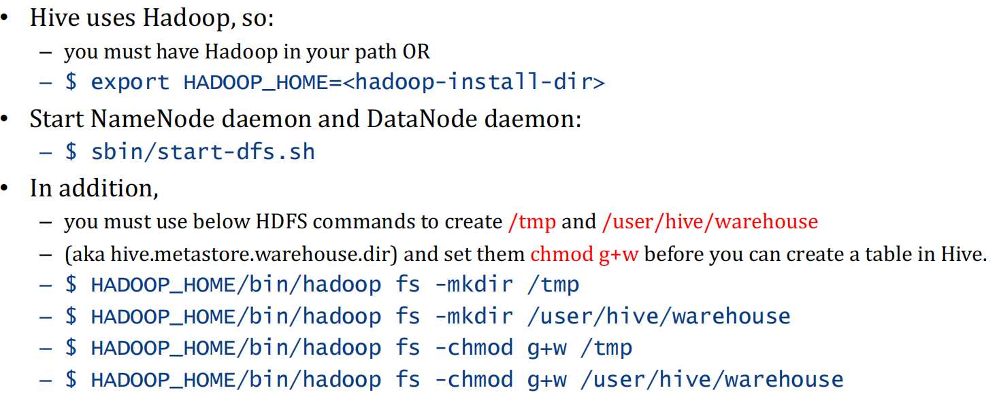 • Hive uses Hadoop, so:
– you must have Hadoop in your path OR
– $ export HADOOP_HOME=<hadoop-install-dir>
• Start NameNode daemon and DataNode daemon:
– $ sbin/start-dfs.sh
• In addition,
– you must use below HDFS commands to create /tmp and /user/hive/warehouse
– (aka hive.metastore.warehouse.dir) and set them chmod g+w before you can create a table in Hive.
– $ HADOOP_HOME/bin/hadoop fs -mkdir /tmp
– $ HADOOP_HOME/bin/hadoop fs -mkdir /user/hive/warehouse
– $ HADOOP_HOME/bin/hadoop fs -chmod g+w /tmp
– $ HADOOP_HOME/bin/hadoop fs -chmod g+w /user/hive/warehouse